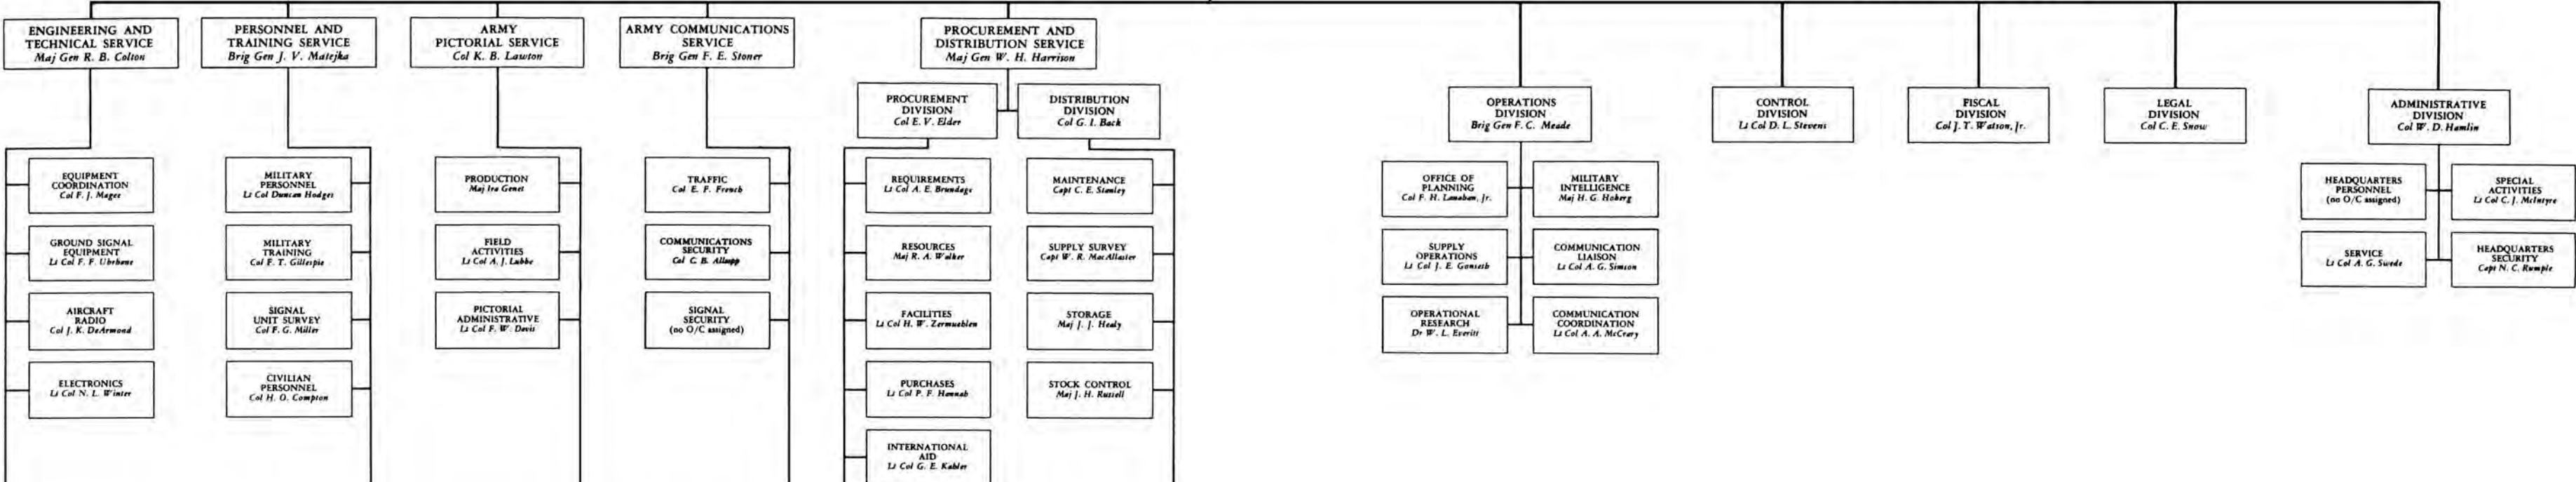 ENGINEERING AND
TECHNICAL SERVICE
Maj Gen R. B. Colton
PERSONNEL AND
TRAINING SERVICE
Brig Gen J. V. Matejka
ARMY
PICTORIAL SERVICE
Col K. B. Lawton
ARMY COMMUNICATIONS
SERVICE
Brig Gen F. E. Stoner
PROCUREMENT AND
DISTRIBUTION SERVICE
Maj Gen W. H. Harrison
PROCUREMENT
DIVISION
Col E. V. Elder
DISTRIBUTION
DIVISION
Col G. I. Back
OPERATIONS
DIVISION
Brig Gen F. C. Meade
CONTROL
DIVISION
Lt Col D. L. Stevens
FISCAL
DIVISION
Col J. T. Watson, Jr.
LEGAL
DIVISION
Col C. E. Snow
ADMINISTRATIVE
DIVISION
Col W. D. Hamlin
EQUIPMENT
COORDINATION
Col F. J. Magee
GROUND SIGNAL
EQUIPMENT
Lt Col F. F.
AIRCRAFT
RADIO
Col J. K. DeArmond
ELECTRONICS
Lt Col N. L. Winter
MILITARY
PERSONNEL
Lt Col Duncan Hodges
MILITARY
TRAINING
Col F. T. Gillespie
SIGNAL
UNIT SURVEY
Col F. G. Miller
CIVILIAN
PERSONNEL
Col H. O. Compton
PRODUCTION
Maj Ira Genet
FIELD
ACTIVITIES
Lt Col A. J. Lubbe
PICTORIAL
ADMINISTRATIVE
Lt Col F. W. Davis
TRAFFIC
Col E. F. French
COMMUNICATIONS
SECURITY
Col C. B. Allsopp
SIGNAL
SECURITY
(no O/C assigned)
REQUIREMENTS
Lt Col A. E. Brundage
RESOURCES
Maj R. A. Walker
FACILITIES
Lt Col H. W. Zermuehlen
PURCHASES
Lt Col P. F. Hannah
INTERNATIONAL
AID
Lt Col G. E. Kabler
MAINTENANCE
Capt C. E. Stanley
SUPPLY SURVEY
Capt W. R. MacAllaster
STORAGE
Maj J. J. Healy
STOCK CONTROL
Maj J. H. Russell
OFFICE OF
PLANNING
Col F. H. Lanahan, Jr.
MILITARY
INTELLIGENCE
Maj H. G. Hoberg
SUPPLY
OPERATIONS
Lt Col J. E. Gonseth
COMMUNICATION
LIAISON
Lt Col A. G. Simson
OPERATIONAL
RESEARCH
Dr W. L. Everitt
COMMUNICATION
COORDINATION
Lt Col A. A. McCrary
HEADQUARTERS
PERSONNEL
(no O/C assigned)
SPECIAL
ACTIVITIES
Lt Col C. J. McIntyre
SERVICE
Lt Col A. G. Swede
HEADQUARTERS
SECURITY
Capt N. C. Rumple